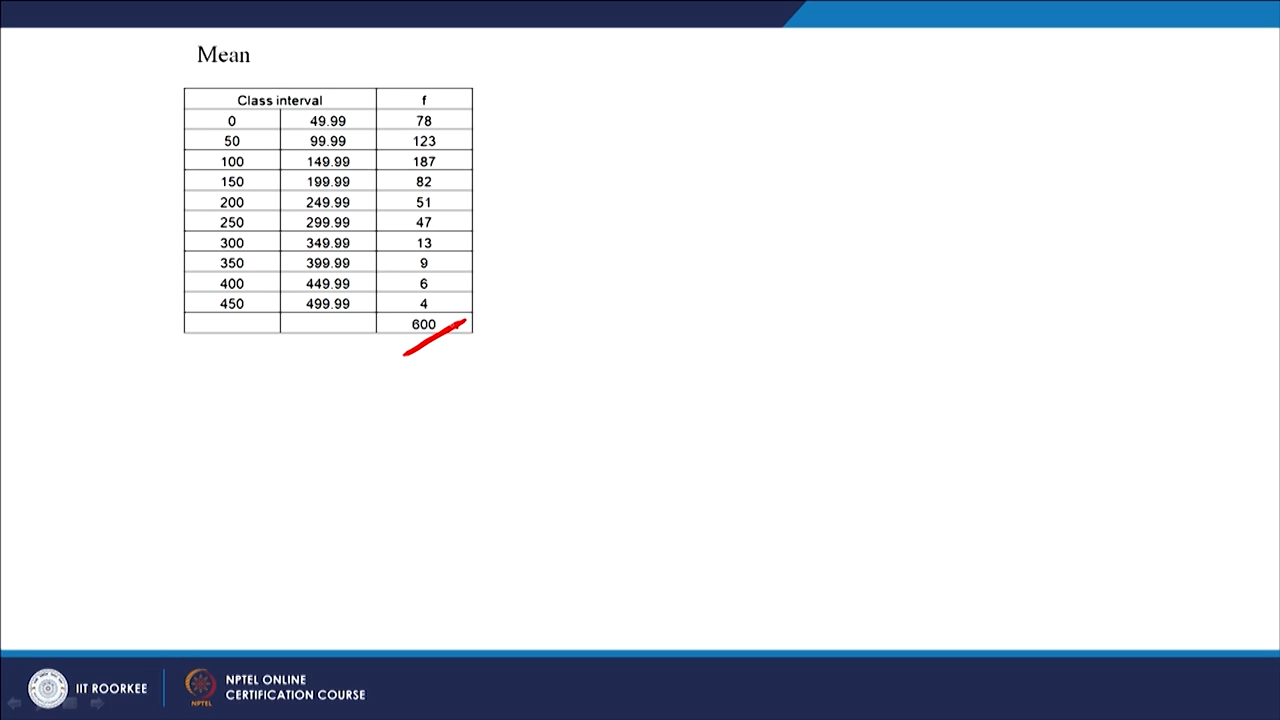 Mean
Class interval f
0 49.99 78
50 99.99 123
100 149.99 187
150 199.99 82
200 249.99 51
250 299.99 47
300 349.99 13
350 399.99 9
400 449.99 6
450 499.99 4
600
IIT ROORKEE
NPTEL
NPTEL ONLINE
CERTIFICATION COURSE